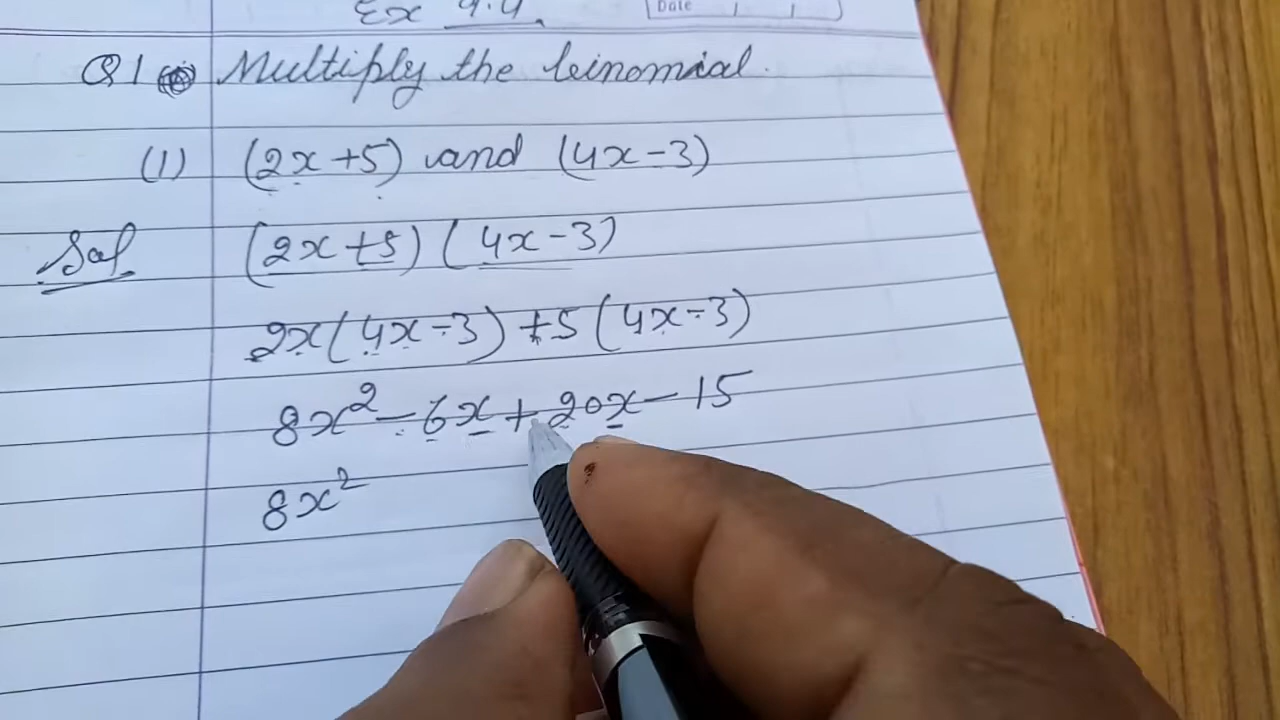 Ex 9.4.
Date
Q1 Multiply the binomial.
(1) (2x+5) and (4x-3)
Sol. (2x+5) (4x-3)
2x(4x-3) +5(4x-3)
8x² - 6x + 20x - 15
8x²